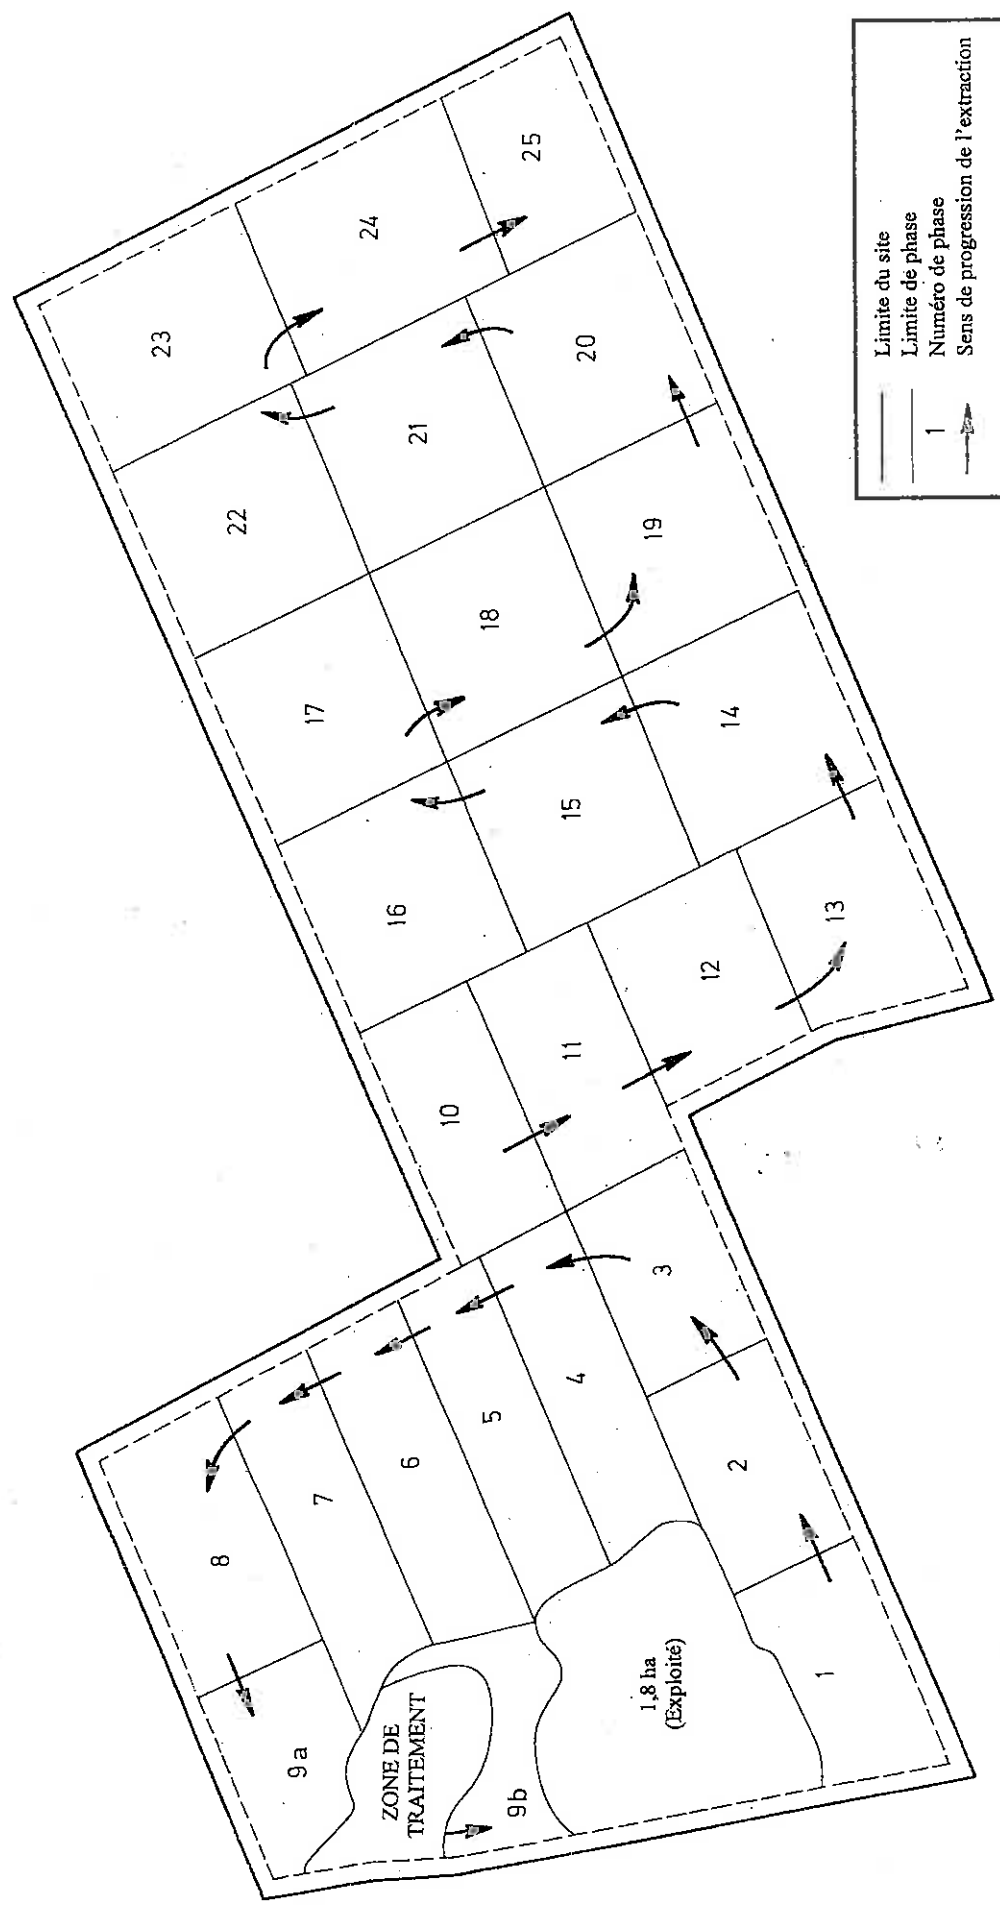 23
24
25
22
21
20
17
18
19
16
15
14
10
11
12
13
8
7
6
5
4
3
2
9a
ZONE DE
TRAITEMENT
9b
1,8 ha
(Exploité)
1
Limite du site
Limite de phase
1 Numéro de phase
Sens de progression de l'extraction